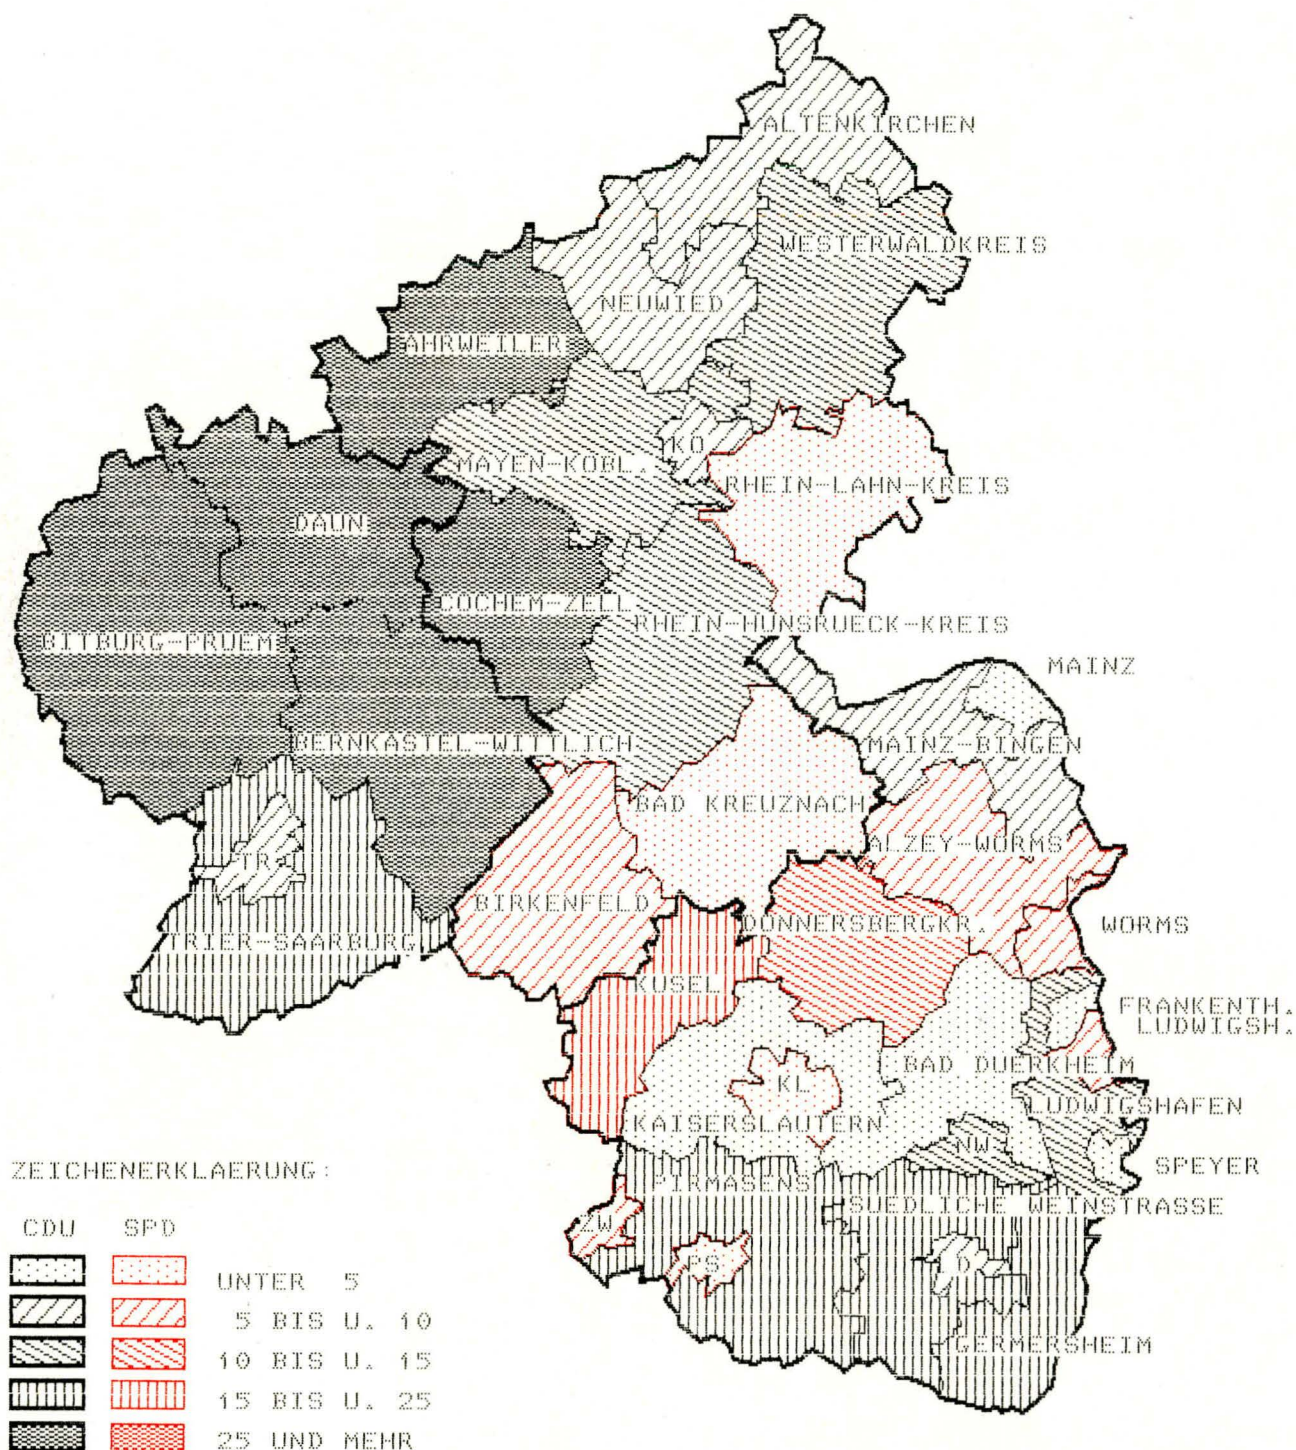 ALTENKIRCHEN
WESTERWALDKREIS
NEUWIED
AHRWEILER
KO
MAYEN-KOBL.
RHEIN-LAHN-KREIS
DAUN
COCHEM-ZELL
RHEIN-HUNSRUECK-KREIS
BITBURG-PRUEM
MAINZ
BERNKASTEL-WITTLICH
MAINZ-BINGEN
BAD KREUZNACH
ALZEY-WORMS
TR
BIRKENFELD
DONNERSBERGKR.
WORMS
TRIER-SAARBURG
KUSEL
FRANKENTH.
LUDWIGSH.
BAD DUERKHEIM
KL
LUDWIGSHAFEN
KAISERSLAUTERN
NW
SPEYER
PIRMASENS
SUEDLICHE WEINSTRASSE
ZW
PS
LD
GERMERSHEIM
ZEICHENERKLAERUNG:
CDU SPD
UNTER 5
5 BIS U. 10
10 BIS U. 15
15 BIS U. 25
25 UND MEHR